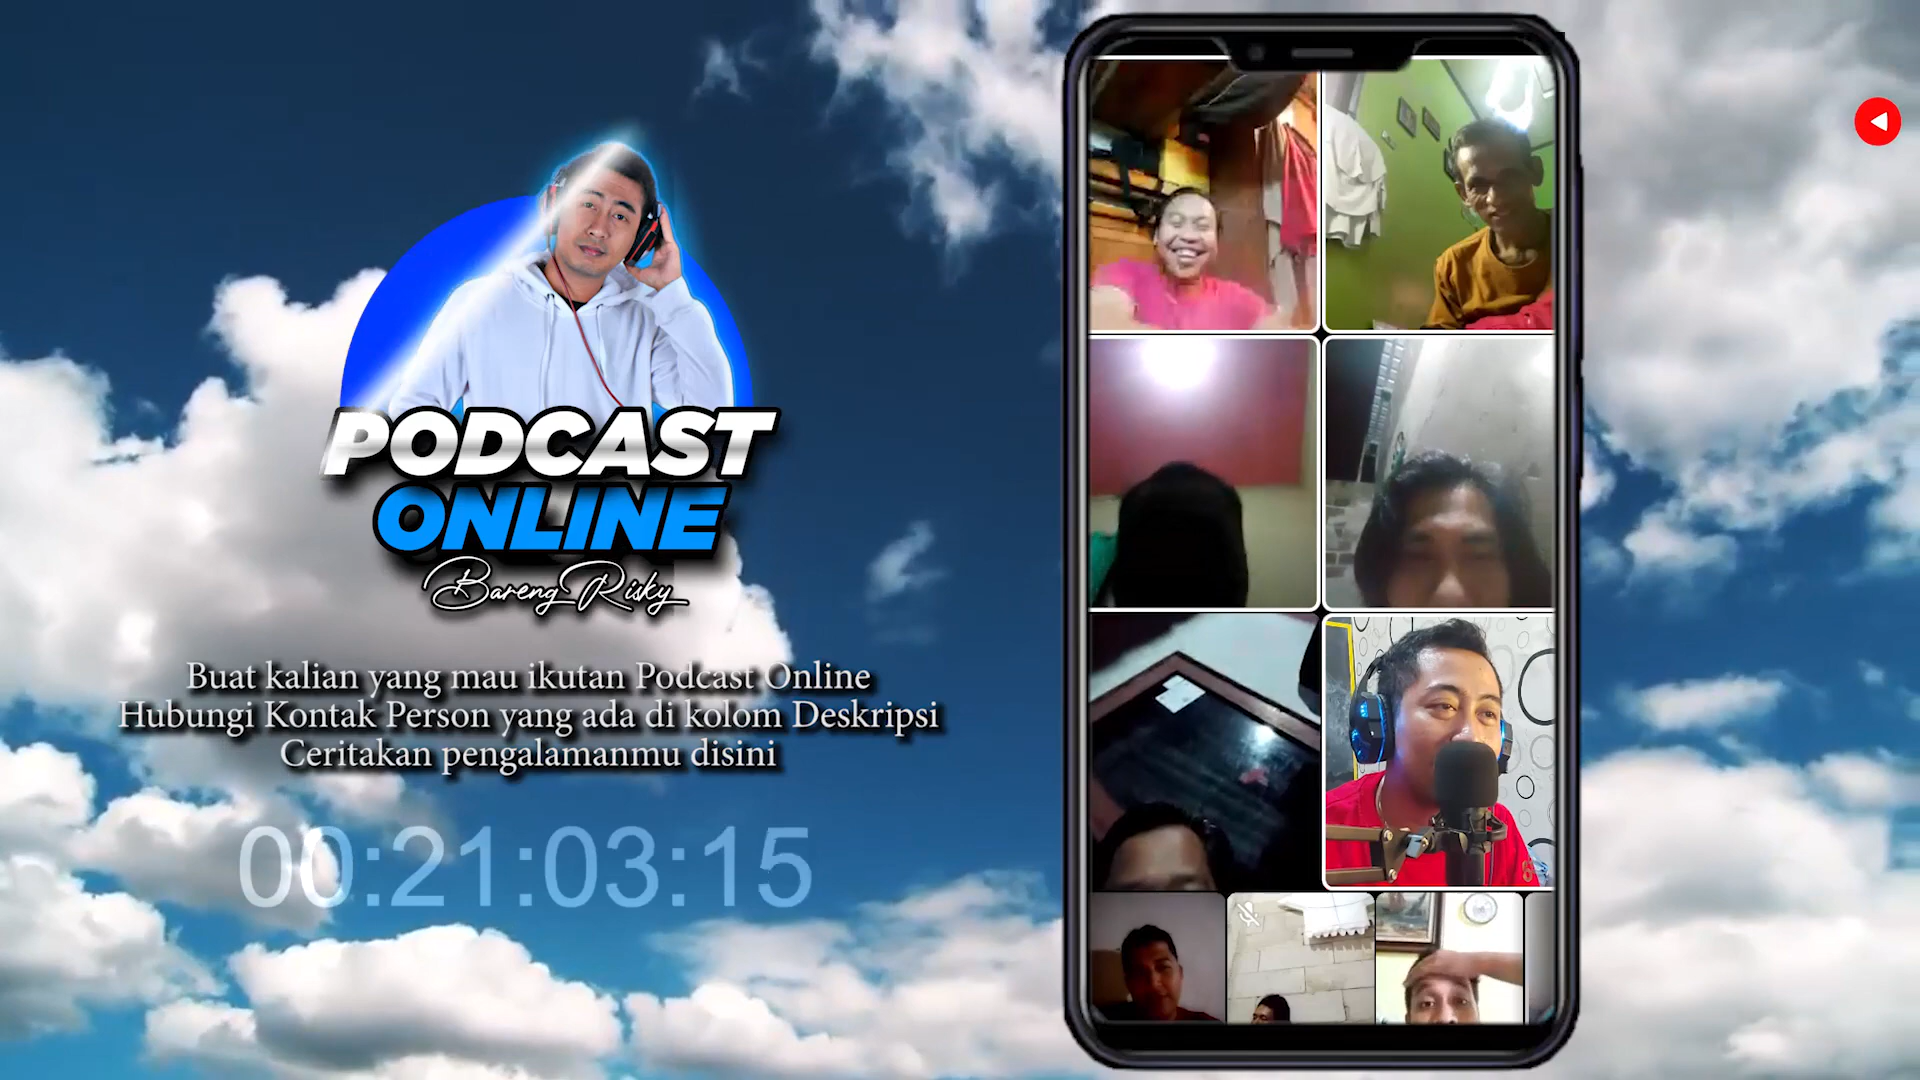 PODCAST
ONLINE
Bareng Risky
Buat kalian yang mau ikutan Podcast Online
Hubungi Kontak Person yang ada di kolom Deskripsi
Ceritakan pengalamanmu disini
00:21:03:15